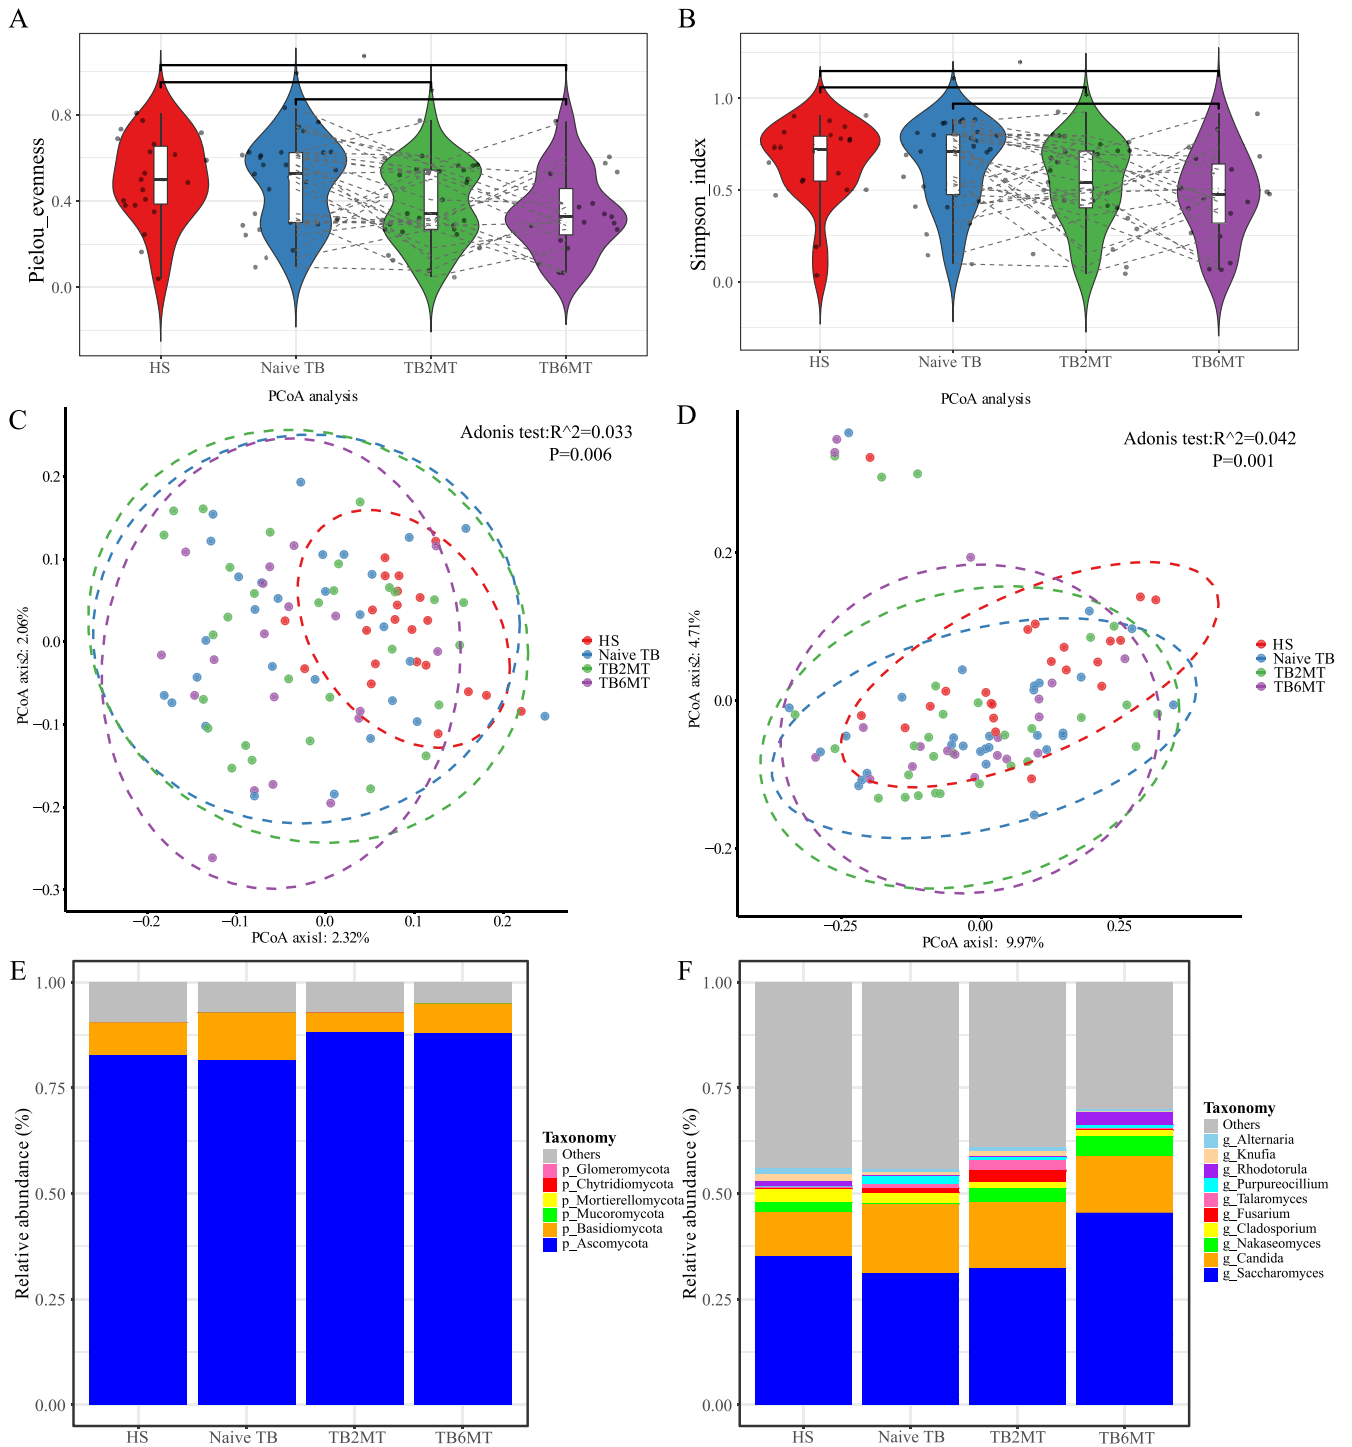 A
Pielou_evenness
0.8
0.4
0.0
HS
Naive TB
TB2MT
TB6MT
B
Simpson_index
1.0
0.5
0.0
HS
Naive TB
TB2MT
TB6MT
C
PCoA analysis
Adonis test:R^2=0.033
P=0.006
PCoA axis2: 2.06%
0.2
0.1
0.0
−0.1
−0.2
−0.3
−0.2
−0.1
0.0
0.1
0.2
PCoA axis1: 2.32%
HS
Naive TB
TB2MT
TB6MT
D
PCoA analysis
Adonis test:R^2=0.042
P=0.001
PCoA axis2: 4.71%
0.2
0.0
−0.2
−0.25
0.00
0.25
PCoA axis1: 9.97%
HS
Naive TB
TB2MT
TB6MT
E
Relative abundance (%)
1.00
0.75
0.50
0.25
0.00
HS
Naive TB
TB2MT
TB6MT
Taxonomy
Others
p_Glomeromycota
p_Chytridiomycota
p_Mortierellomycota
p_Mucoromycota
p_Basidiomycota
p_Ascomycota
F
Relative abundance (%)
1.00
0.75
0.50
0.25
0.00
HS
Naive TB
TB2MT
TB6MT
Taxonomy
Others
g_Alternaria
g_Knufia
g_Rhodotorula
g_Purpureocillium
g_Talaromyces
g_Fusarium
g_Cladosporium
g_Nakaseomyces
g_Candida
g_Saccharomyces